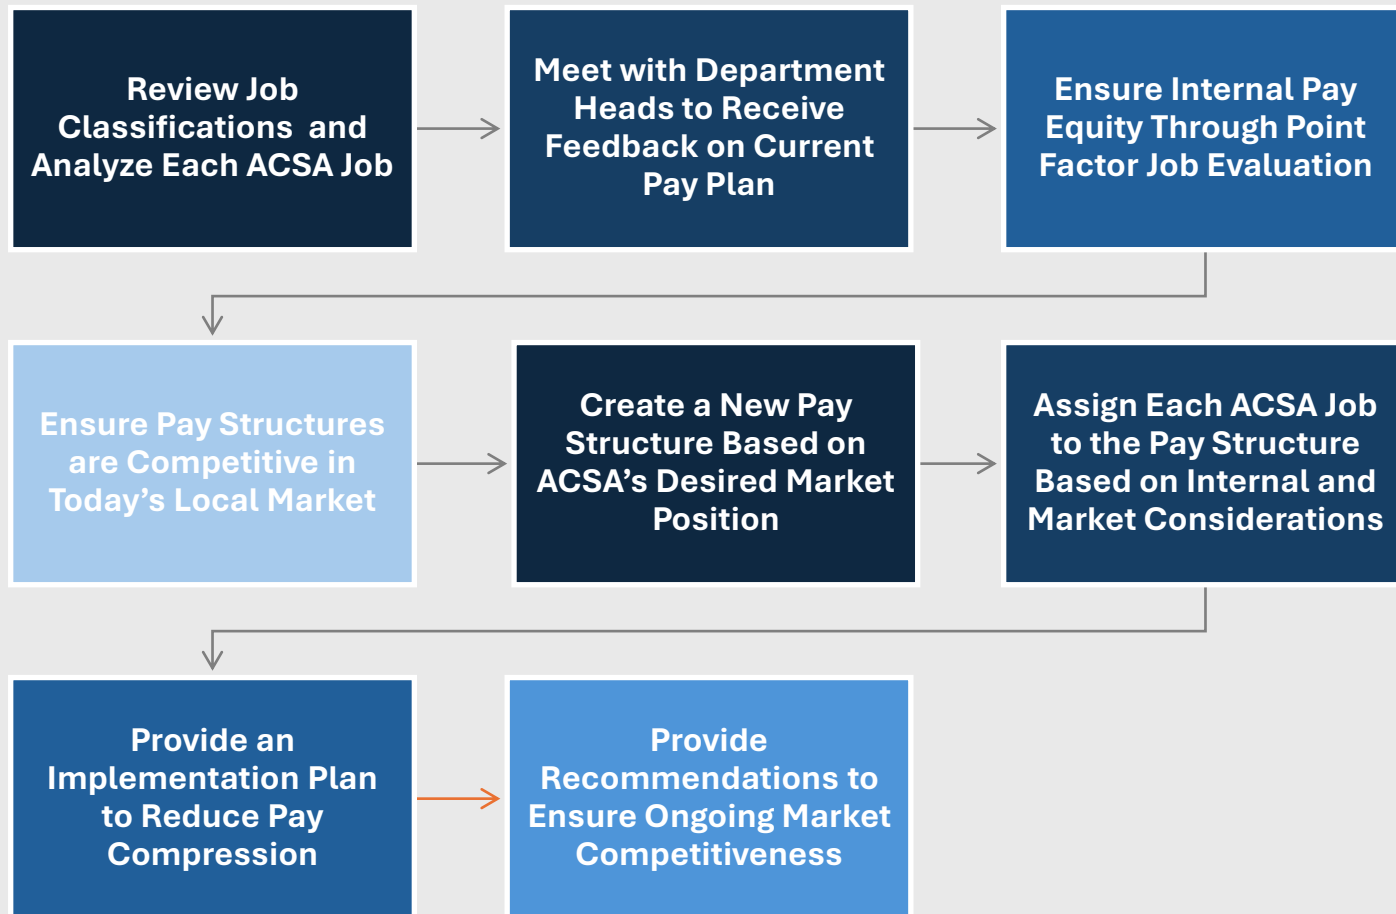 Review Job
Classifications and
Analyze Each ACSA Job
Meet with Department
Heads to Receive
Feedback on Current
Pay Plan
Ensure Internal Pay
Equity Through Point
Factor Job Evaluation
Ensure Pay Structures
are Competitive in
Today’s Local Market
Create a New Pay
Structure Based on
ACSA’s Desired Market
Position
Assign Each ACSA Job
to the Pay Structure
Based on Internal and
Market Considerations
Provide an
Implementation Plan
to Reduce Pay
Compression
Provide
Recommendations to
Ensure Ongoing Market
Competitiveness